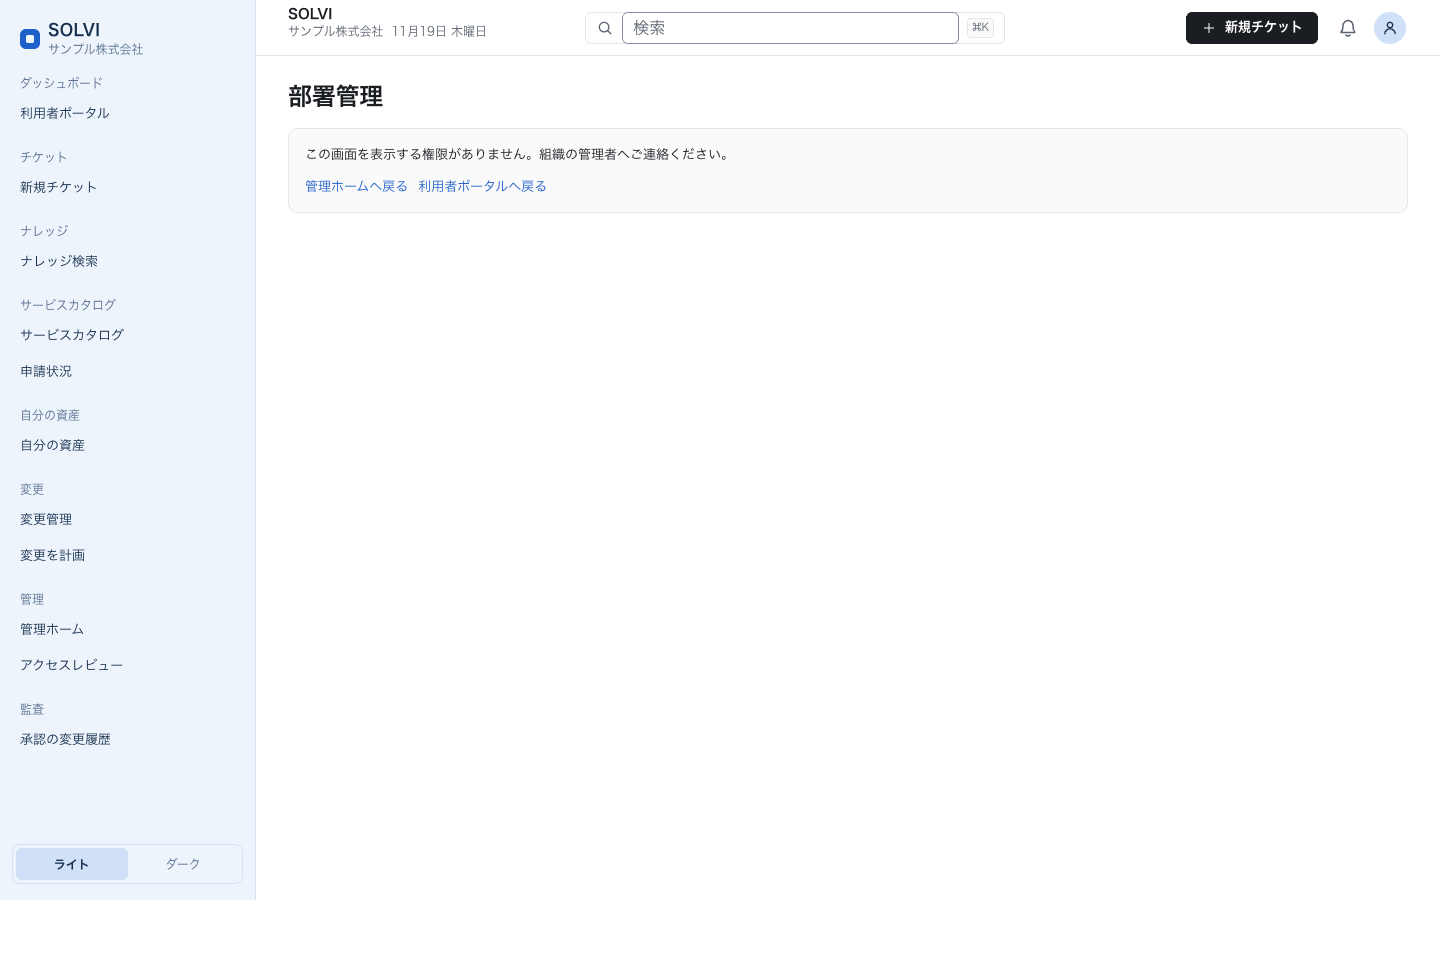 SOLVI
サンプル株式会社
ダッシュボード
利用者ポータル
チケット
新規チケット
ナレッジ
ナレッジ検索
サービスカタログ
サービスカタログ
申請状況
自分の資産
自分の資産
変更
変更管理
変更を計画
管理
管理ホーム
アクセスレビュー
監査
承認の変更履歴
ライト ダーク
SOLVI
サンプル株式会社 11月19日 木曜日
検索 ⌘K
新規チケット
部署管理
この画面を表示する権限がありません。組織の管理者へご連絡ください。
管理ホームへ戻る 利用者ポータルへ戻る